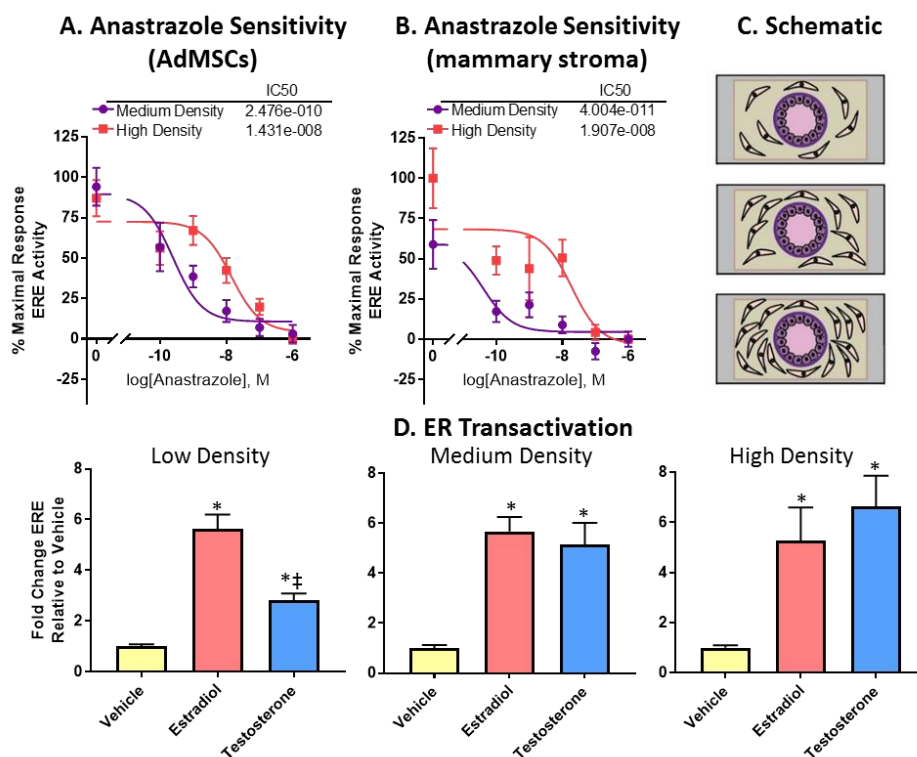 A. Anastrazole Sensitivity
(AdMSCs)
IC50
Medium Density 2.476e-010
High Density 1.431e-008
% Maximal Response
ERE Activity
125
100
75
50
25
0
-25
0 -10 -8 -6
log[Anastrazole], M
B. Anastrazole Sensitivity
(mammary stroma)
IC50
Medium Density 4.004e-011
High Density 1.907e-008
% Maximal Response
ERE Activity
125
100
75
50
25
0
-25
0 -10 -8 -6
log[Anastrazole], M
C. Schematic
D. ER Transactivation
Low Density
Fold Change ERE
Relative to Vehicle
8
6
4
2
0
*
*‡
Vehicle
Estradiol
Testosterone
Medium Density
8
6
4
2
0
*
*
Vehicle
Estradiol
Testosterone
High Density
8
6
4
2
0
*
*
Vehicle
Estradiol
Testosterone